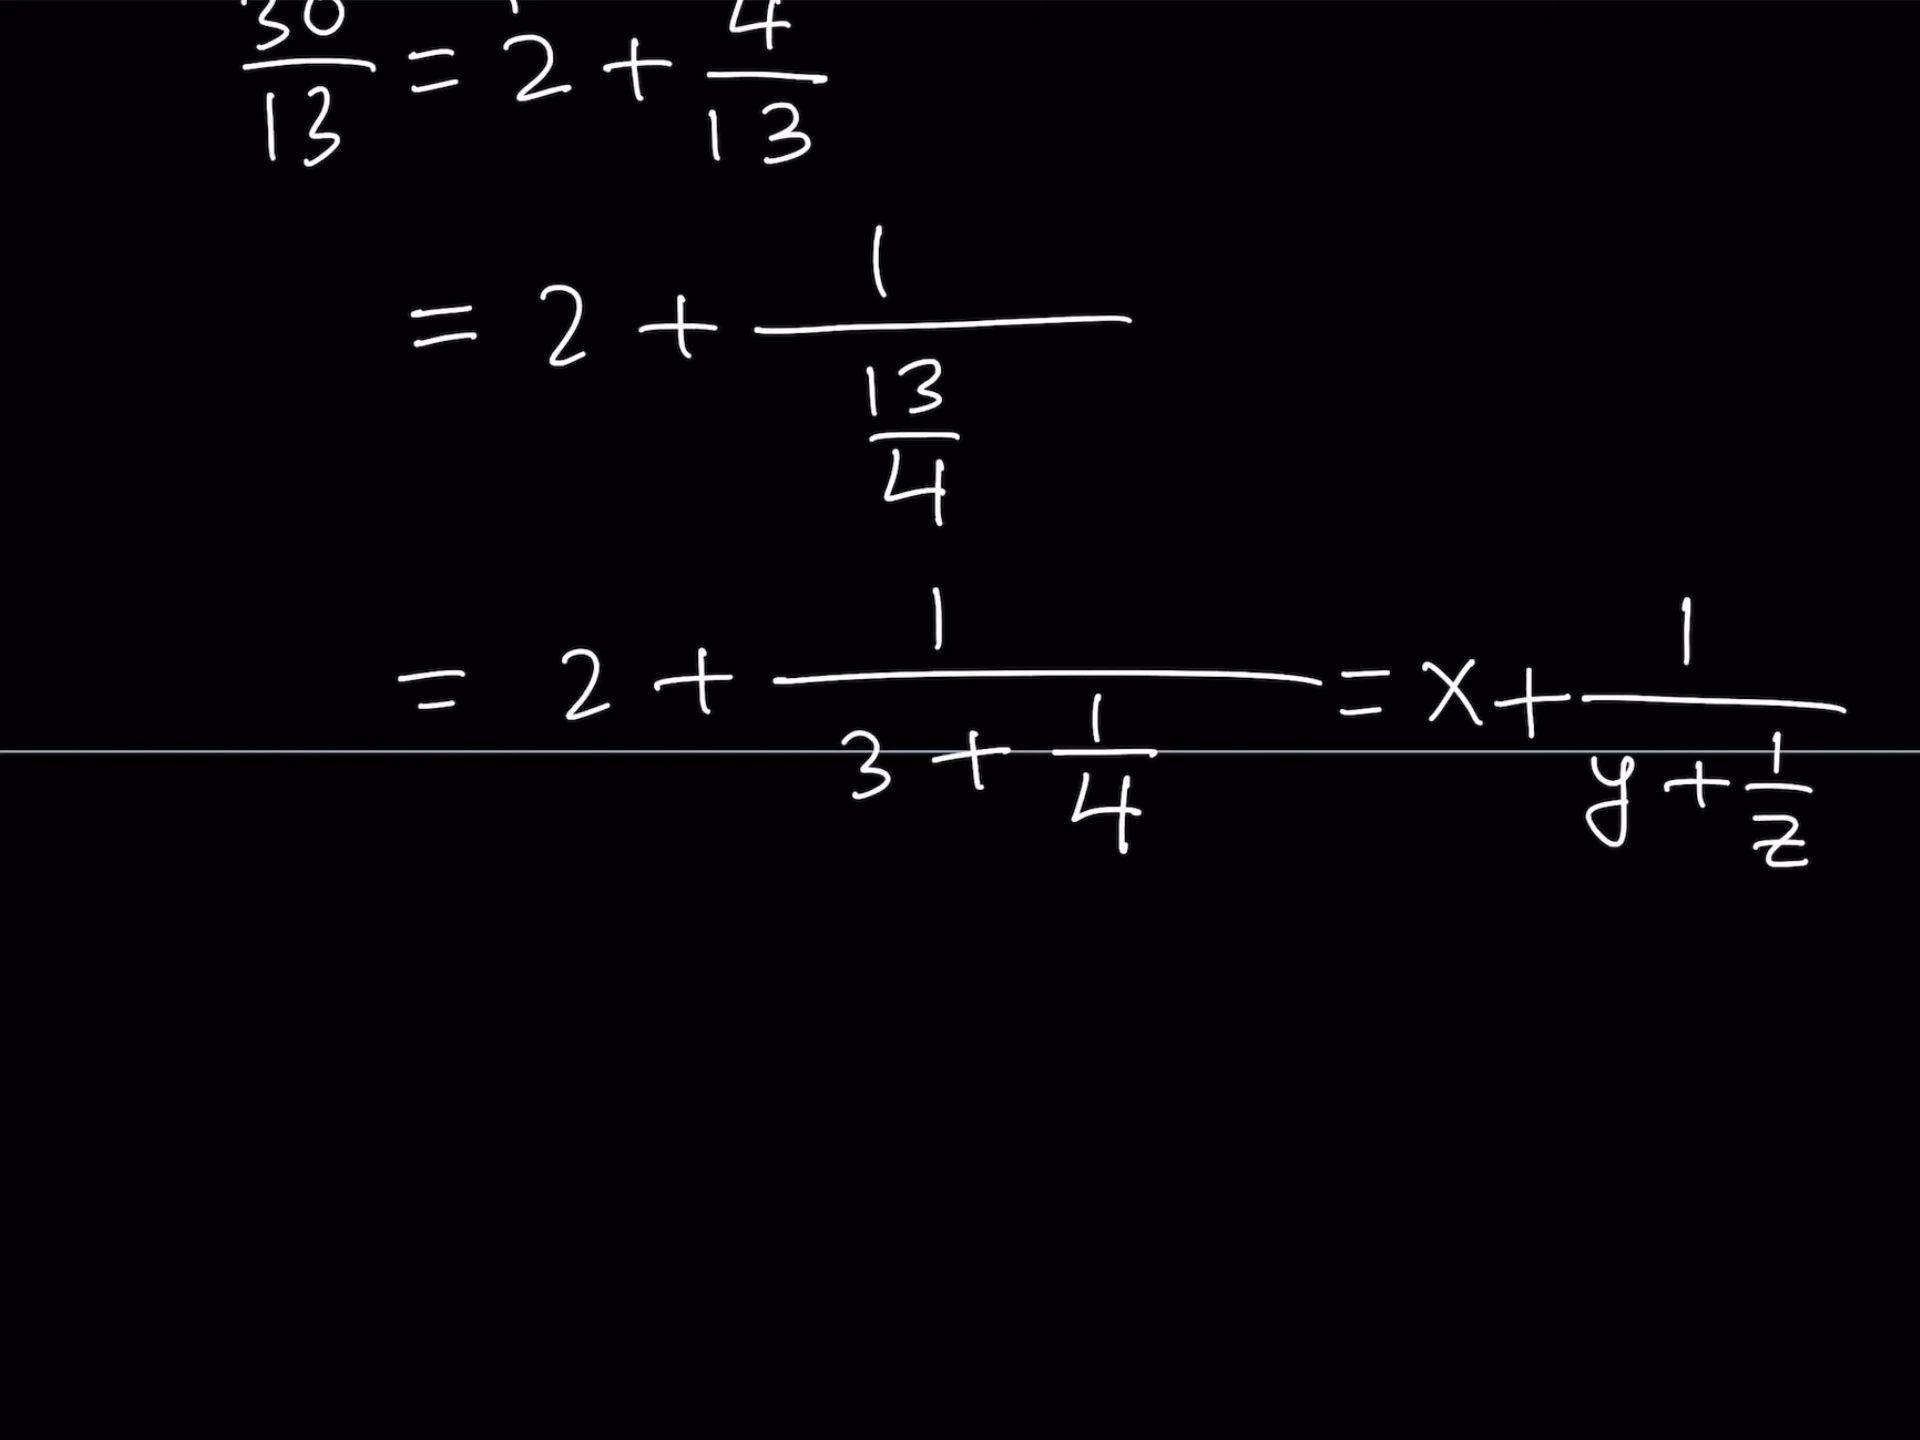 30/13 = 2 + 4/13
= 2 + 1/(13/4)
= 2 + 1/(3 + 1/4) = x + 1/(y + 1/z)